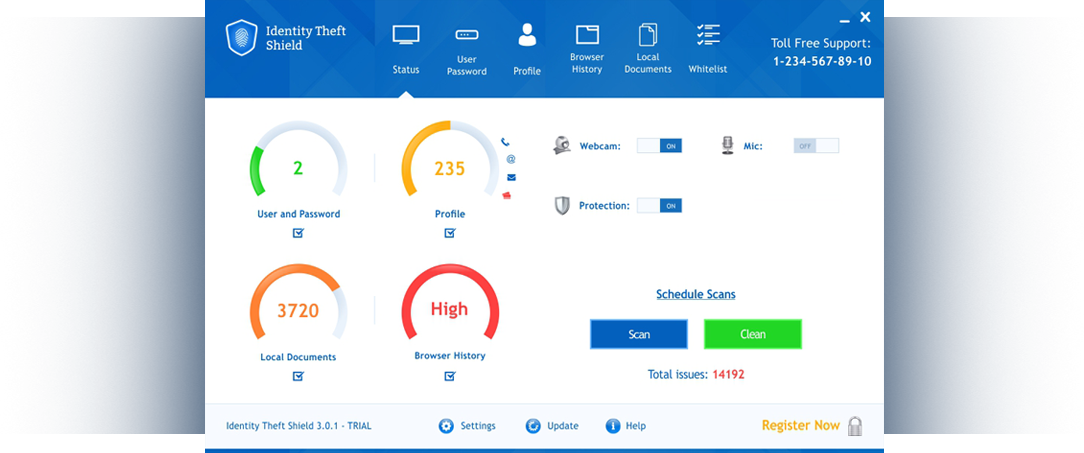 Identity Theft
Shield
Status
User
Password
Profile
Browser
History
Local
Documents
Whitelist
Toll Free Support:
1-234-567-89-10
2
User and Password
235
@
Profile
Webcam:
ON
Mic:
OFF
Protection:
ON
3720
Local Documents
High
Browser History
Schedule Scans
Scan
Clean
Total issues: 14192
Identity Theft Shield 3.0.1 - TRIAL
Settings
Update
Help
Register Now